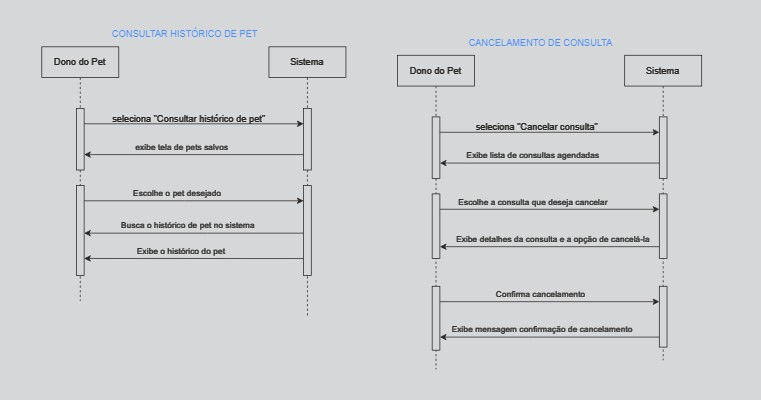 CONSULTAR HISTÓRICO DE PET
Dono do Pet
Sistema
seleciona "Consultar histórico de pet"
exibe tela de pets salvos
Escolhe o pet desejado
Busca o histórico de pet no sistema
Exibe o histórico do pet
CANCELAMENTO DE CONSULTA
Dono do Pet
Sistema
seleciona "Cancelar consulta"
Exibe lista de consultas agendadas
Escolhe a consulta que deseja cancelar
Exibe detalhes da consulta e a opção de cancelá-la
Confirma cancelamento
Exibe mensagem confirmação de cancelamento